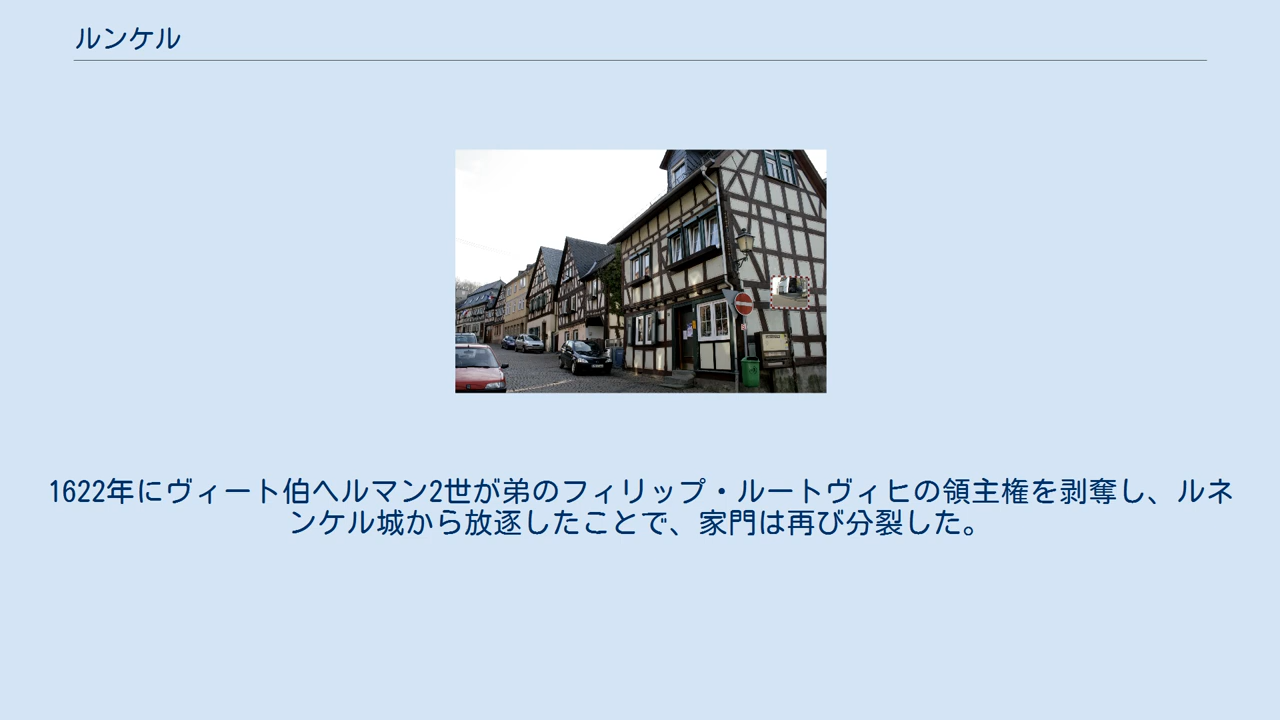 ルンケル
1622年にヴィート伯ヘルマン2世が弟のフィリップ・ルートヴィヒの領主権を剥奪し、ルネ
ンケル城から放逐したことで、家門は再び分裂した。